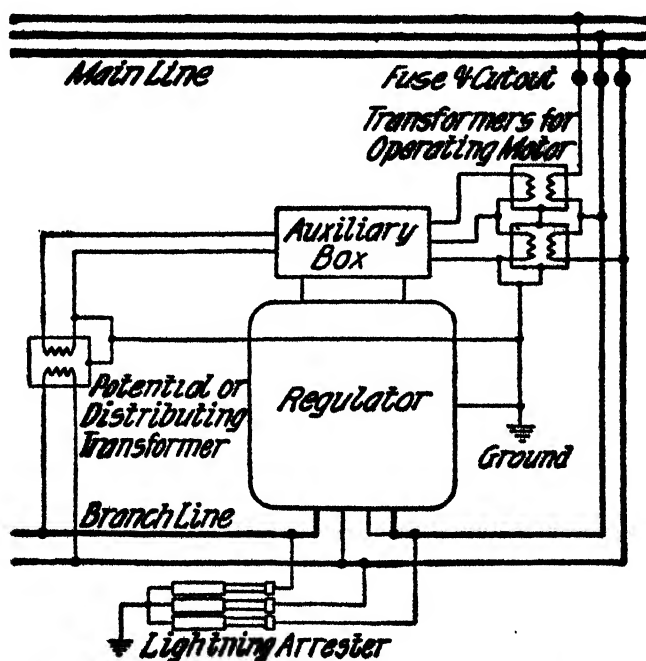 Main Line
Fuse & Cutout
Transformers for
Operating Motor
Auxiliary
Box
Regulator
Potential or
Distributing
Transformer
Ground
Branch Line
Lightning Arrester